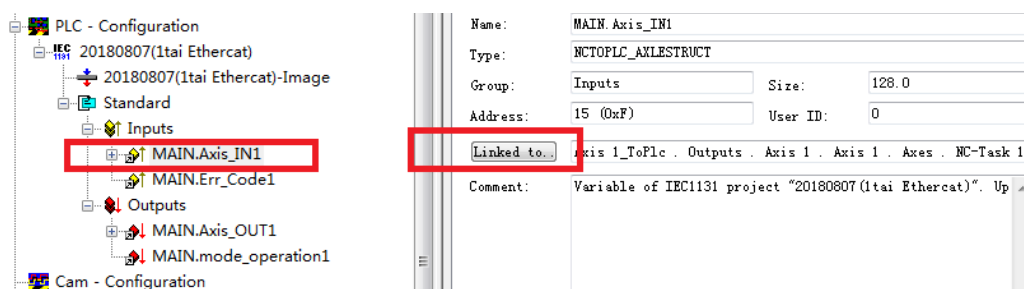 PLC - Configuration
IEC 1131 20180807(1tai Ethercat)
20180807(1tai Ethercat)-Image
Standard
Inputs
MAIN.Axis_IN1
MAIN.Err_Code1
Outputs
MAIN.Axis_OUT1
MAIN.mode_operation1
Cam - Configuration
Name: MAIN.Axis_IN1
Type: NCTOPLC_AXLESTRUCT
Group: Inputs Size: 128.0
Address: 15 (0xF) User ID: 0
Linked to.. Axis 1_ToPlc . Outputs . Axis 1 . Axis 1 . Axes . NC-Task 1
Comment: Variable of IEC1131 project "20180807(1tai Ethercat)". Up